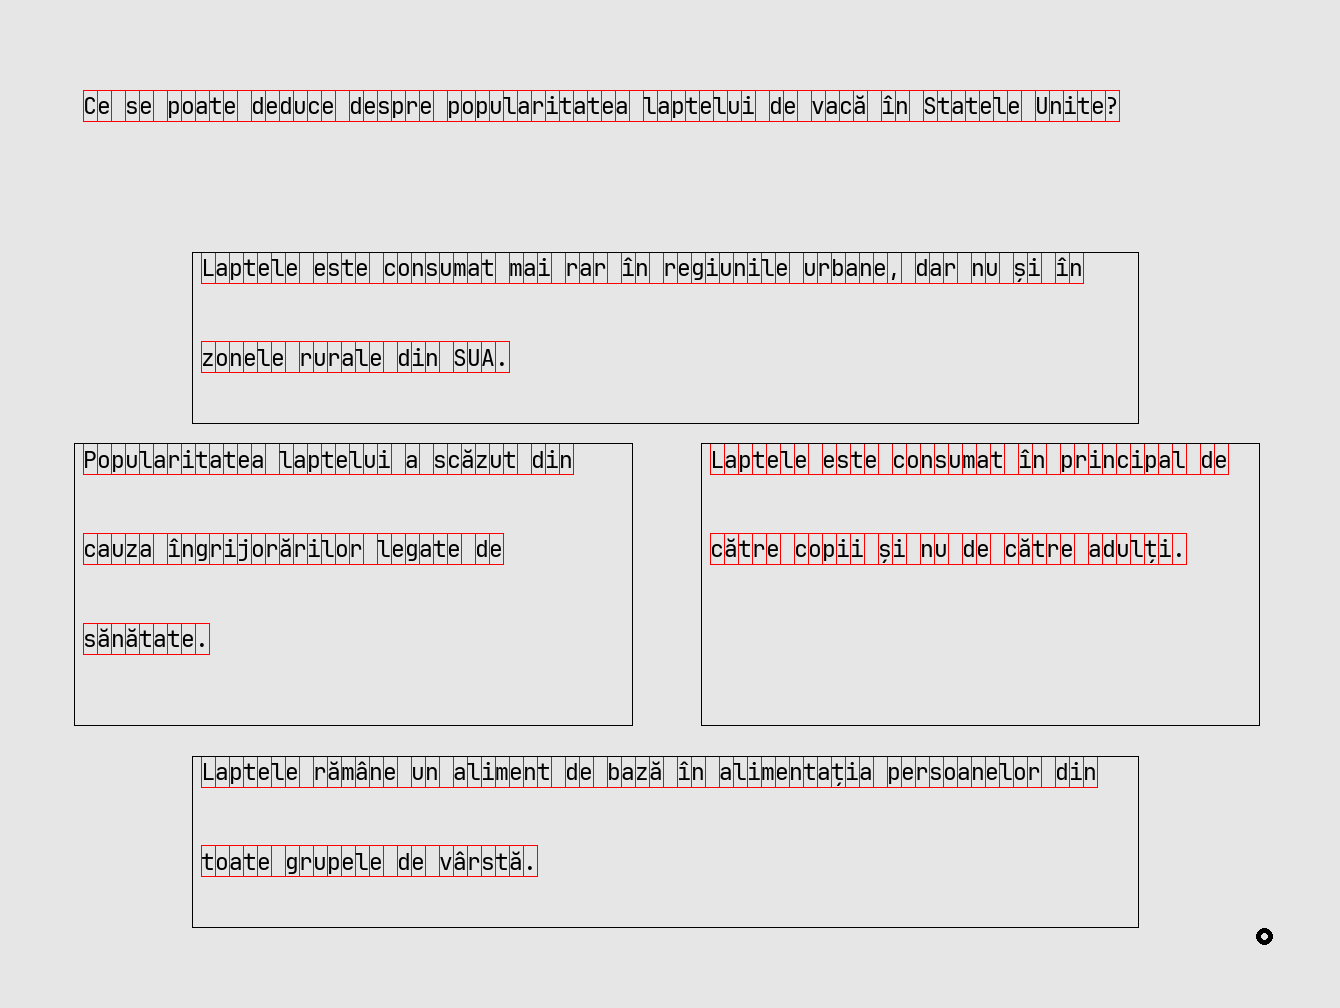 Ce se poate deduce despre popularitatea laptelui de vacă în Statele Unite?
Laptele este consumat mai rar în regiunile urbane, dar nu și în
zonele rurale din SUA.
Popularitatea laptelui a scăzut din
cauza îngrijorărilor legate de
sănătate.
Laptele este consumat în principal de
către copii și nu de către adulți.
Laptele rămâne un aliment de bază în alimentația persoanelor din
toate grupele de vârstă.